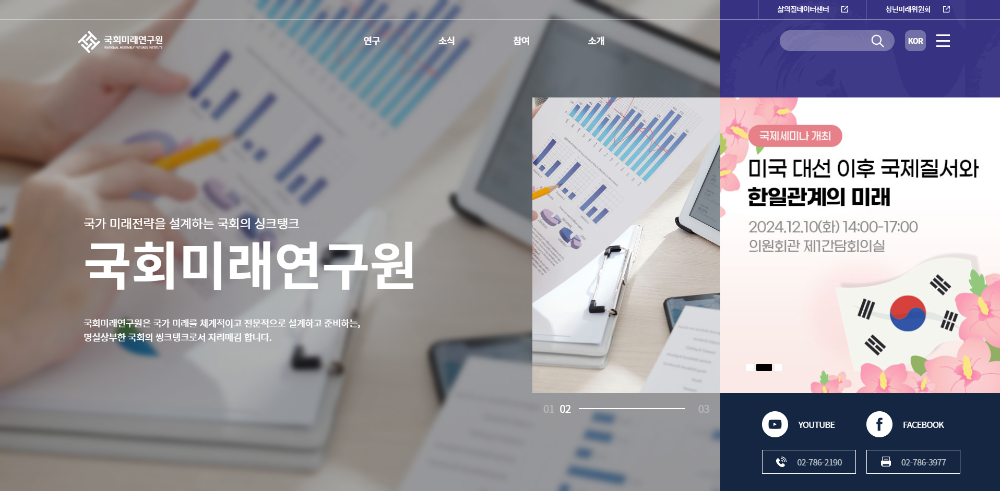 삶의질데이터센터
청년미래위원회
국회미래연구원
NATIONAL ASSEMBLY FUTURES INSTITUTE
연구
소식
참여
소개
KOR
국제세미나 개최
미국 대선 이후 국제질서와
한일관계의 미래
2024.12.10(화) 14:00-17:00
의원회관 제1간담회의실
국가 미래전략을 설계하는 국회의 싱크탱크
국회미래연구원
국회미래연구원은 국가 미래를 체계적이고 전문적으로 설계하고 준비하는,
명실상부한 국회의 씽크탱크로서 자리매김 합니다.
01 02 03
YOUTUBE
FACEBOOK
02-786-2190
02-786-3977